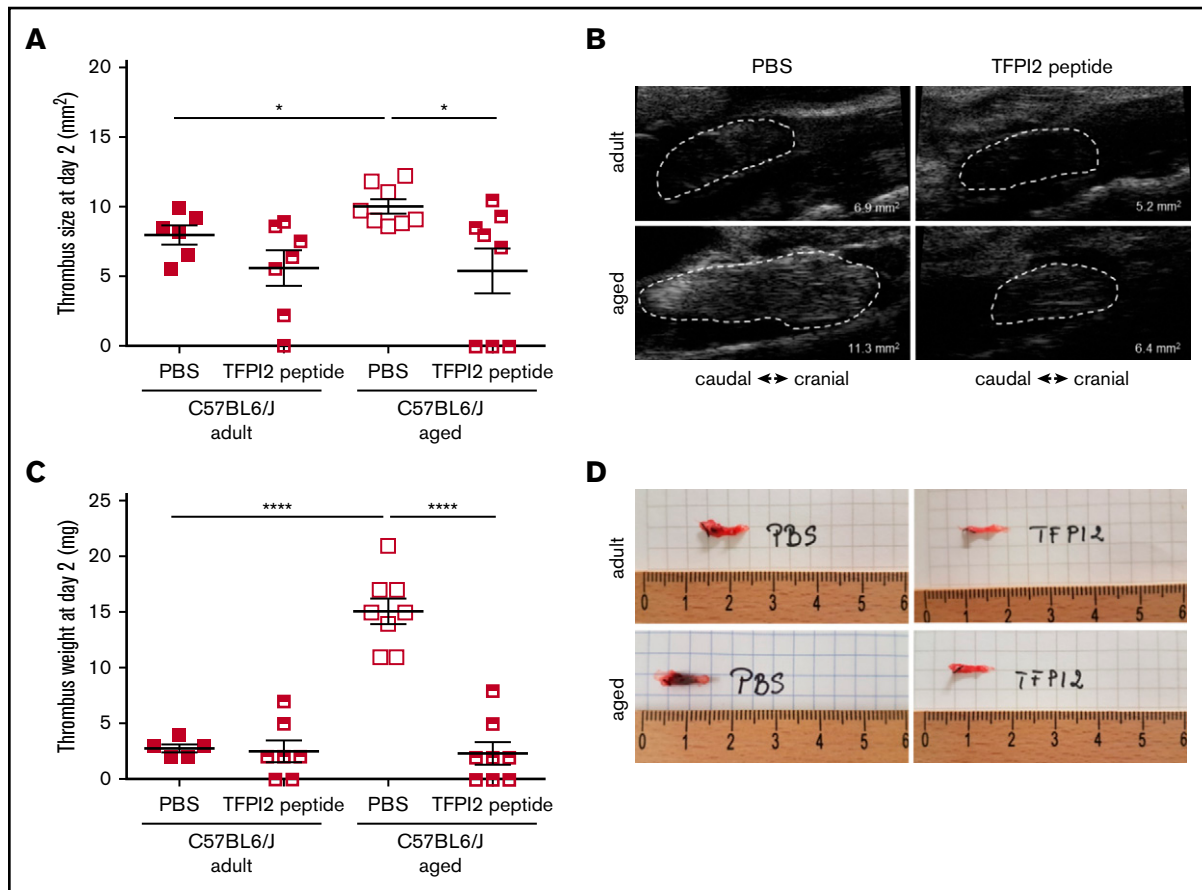 A
Thrombus size at day 2 (mm²)
20
15
10
5
0
*
*
PBS
TFPI2 peptide
PBS
TFPI2 peptide
C57BL6/J
adult
C57BL6/J
aged
B
PBS
TFPI2 peptide
adult
6.9 mm²
5.2 mm²
aged
11.3 mm²
6.4 mm²
caudal ↔ cranial
caudal ↔ cranial
C
Thrombus weight at day 2 (mg)
25
20
15
10
5
0
****
****
PBS
TFPI2 peptide
PBS
TFPI2 peptide
C57BL6/J
adult
C57BL6/J
aged
D
adult
PBS
0 1 2 3 4 5 6
TFPI2
0 1 2 3 4 5 6
aged
PBS
0 1 2 3 4 5 6
TFPI2
0 1 2 3 4 5 6